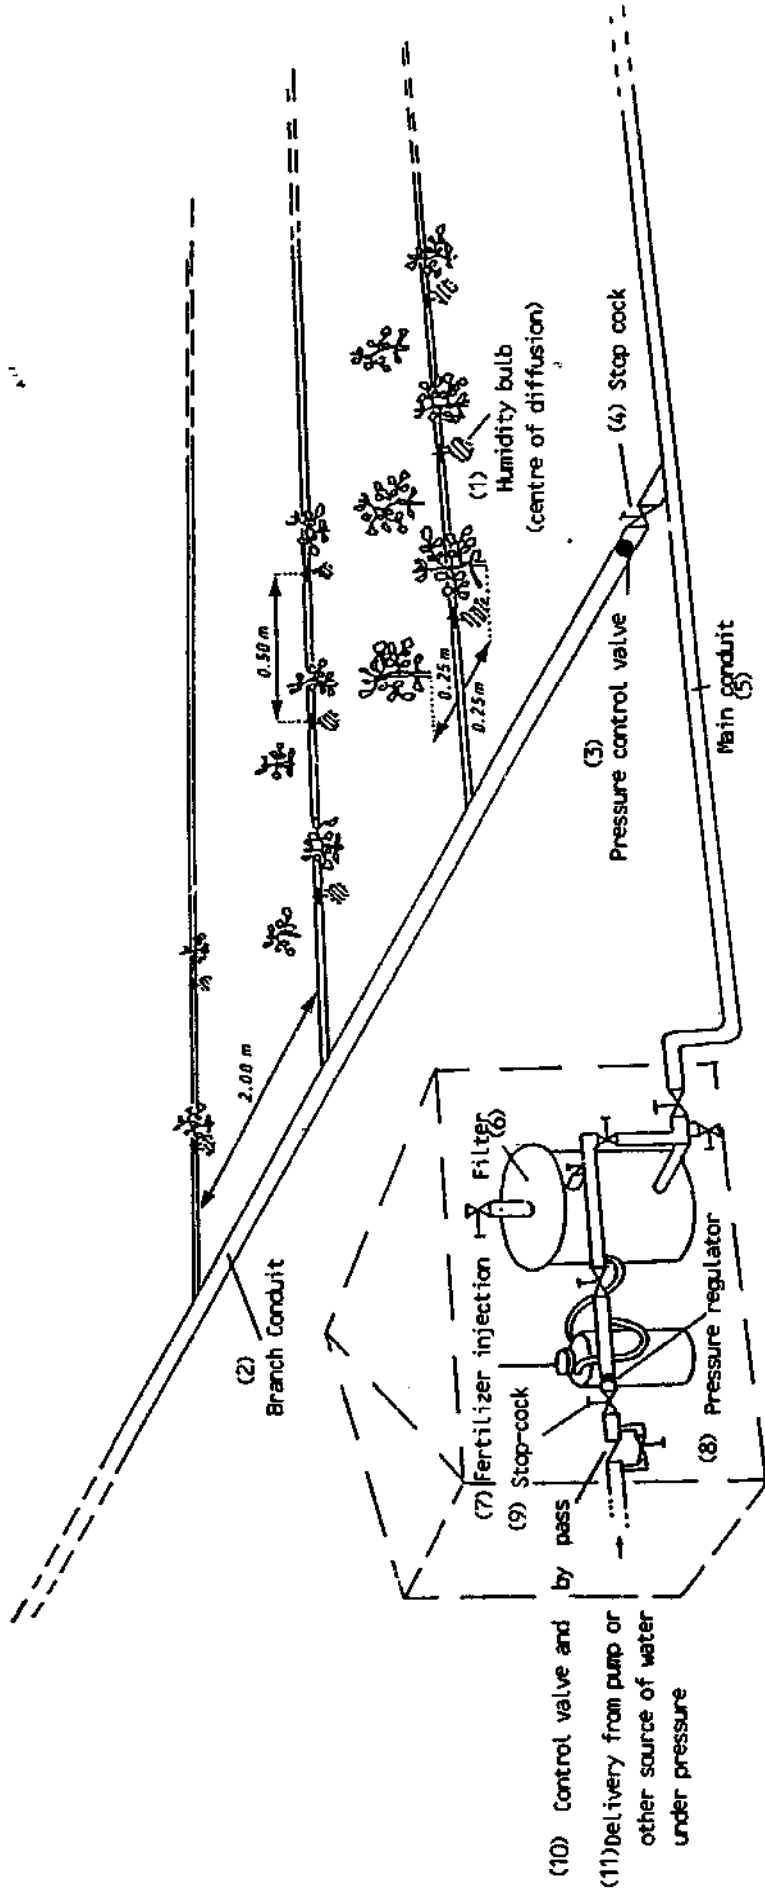 0.50 m
2.00 m
0.25 m
0.25 m
(1)
Humidity bulb
(centre of diffusion)
(4) Stop cock
(3)
Pressure control valve
Main conduit
(5)
(2)
Branch Conduit
Filter
(6)
(7) Fertilizer injection
(9) Stop-cock
(8) Pressure regulator
(10) Control valve and by pass
(11) Delivery from pump or
other source of water
under pressure